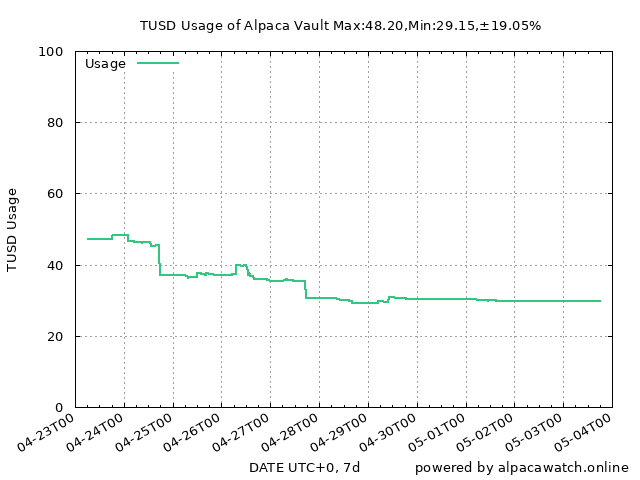 TUSD Usage of Alpaca Vault Max:48.20,Min:29.15,±19.05%
Usage
TUSD Usage
100
80
60
40
20
0
04-23T00
04-24T00
04-25T00
04-26T00
04-27T00
04-28T00
04-29T00
04-30T00
05-01T00
05-02T00
05-03T00
05-04T00
DATE UTC+0, 7d
powered by alpacawatch.online